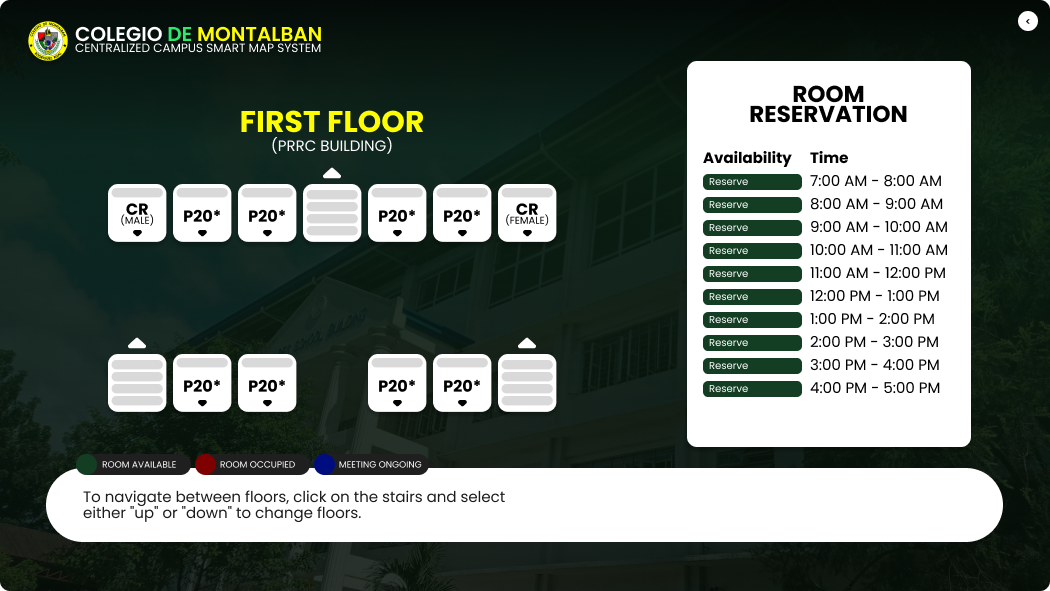 COLEGIO DE MONTALBAN
CENTRALIZED CAMPUS SMART MAP SYSTEM
<
FIRST FLOOR
(PRRC BUILDING)
CR
(MALE)
P20*
P20*
P20*
P20*
CR
(FEMALE)
P20*
P20*
P20*
P20*
ROOM
RESERVATION
Availability Time
Reserve 7:00 AM - 8:00 AM
Reserve 8:00 AM - 9:00 AM
Reserve 9:00 AM - 10:00 AM
Reserve 10:00 AM - 11:00 AM
Reserve 11:00 AM - 12:00 PM
Reserve 12:00 PM - 1:00 PM
Reserve 1:00 PM - 2:00 PM
Reserve 2:00 PM - 3:00 PM
Reserve 3:00 PM - 4:00 PM
Reserve 4:00 PM - 5:00 PM
ROOM AVAILABLE
ROOM OCCUPIED
MEETING ONGOING
To navigate between floors, click on the stairs and select
either "up" or "down" to change floors.